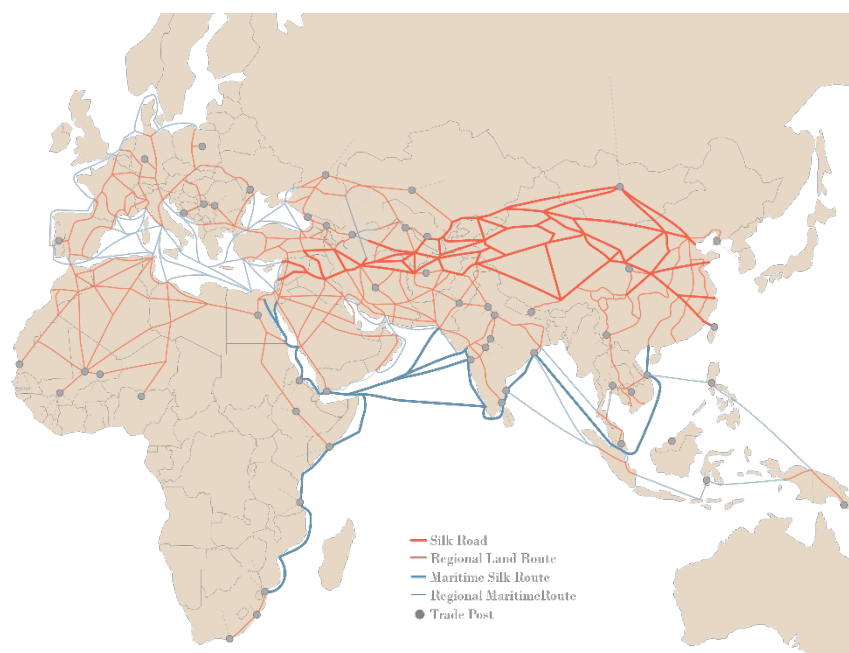 Silk Road
Regional Land Route
Maritime Silk Route
Regional MaritimeRoute
Trade Post